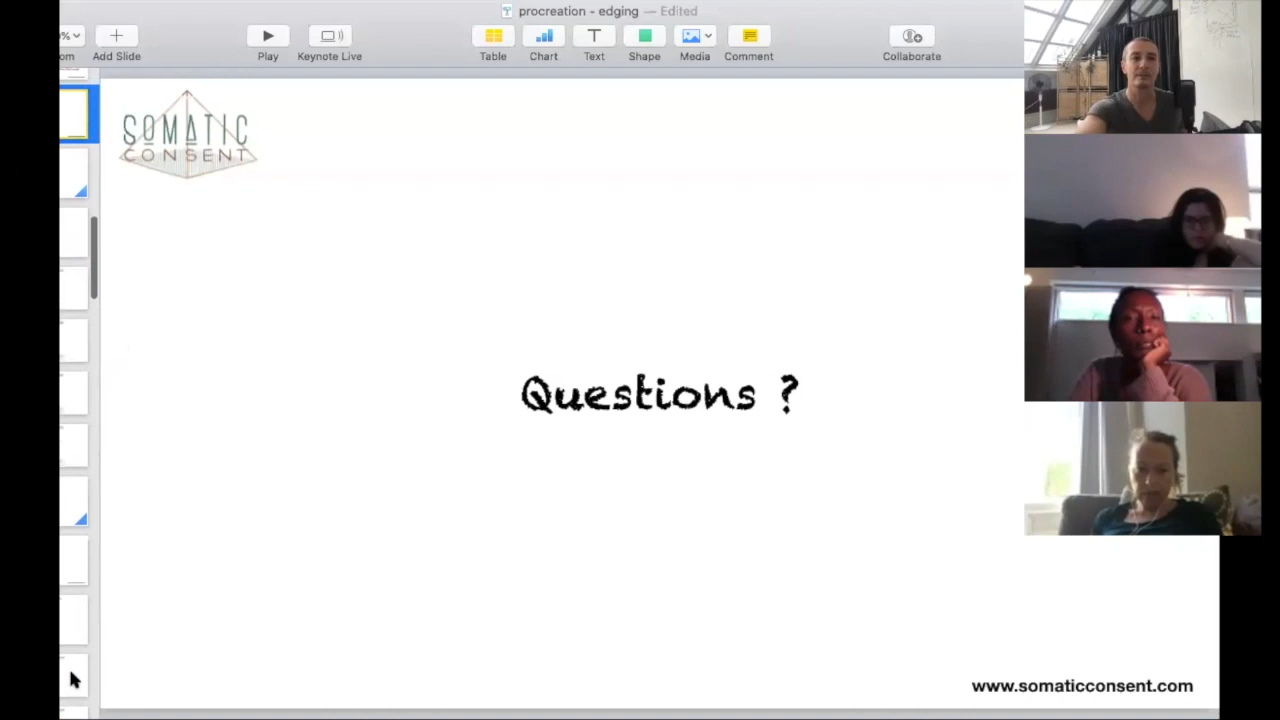 procreation - edging — Edited
Add Slide
Play
Keynote Live
Table
Chart
Text
Shape
Media
Comment
Collaborate
SOMATIC
CONSENT
Questions ?
www.somaticconsent.com